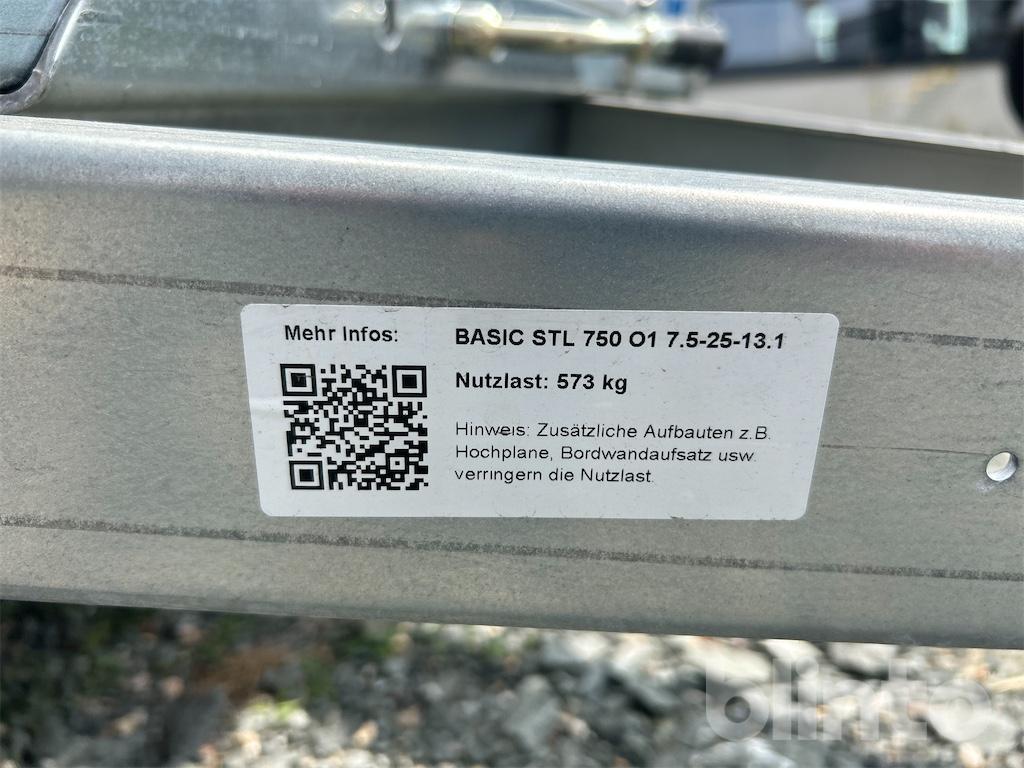 Mehr Infos:
BASIC STL 750 O1 7.5-25-13.1
Nutzlast: 573 kg
Hinweis: Zusätzliche Aufbauten z.B.
Hochplane, Bordwandaufsatz usw.
verringern die Nutzlast.
blinto